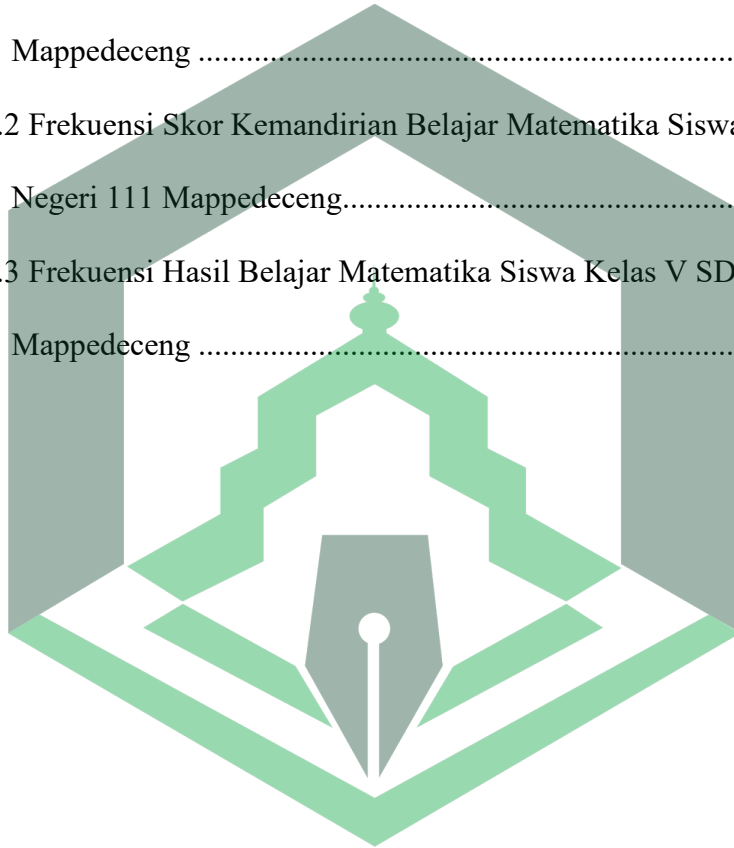 Mappedeceng ....................................................................
.2 Frekuensi Skor Kemandirian Belajar Matematika Siswa
Negeri 111 Mappedeceng.................................................
.3 Frekuensi Hasil Belajar Matematika Siswa Kelas V SD
Mappedeceng ....................................................................